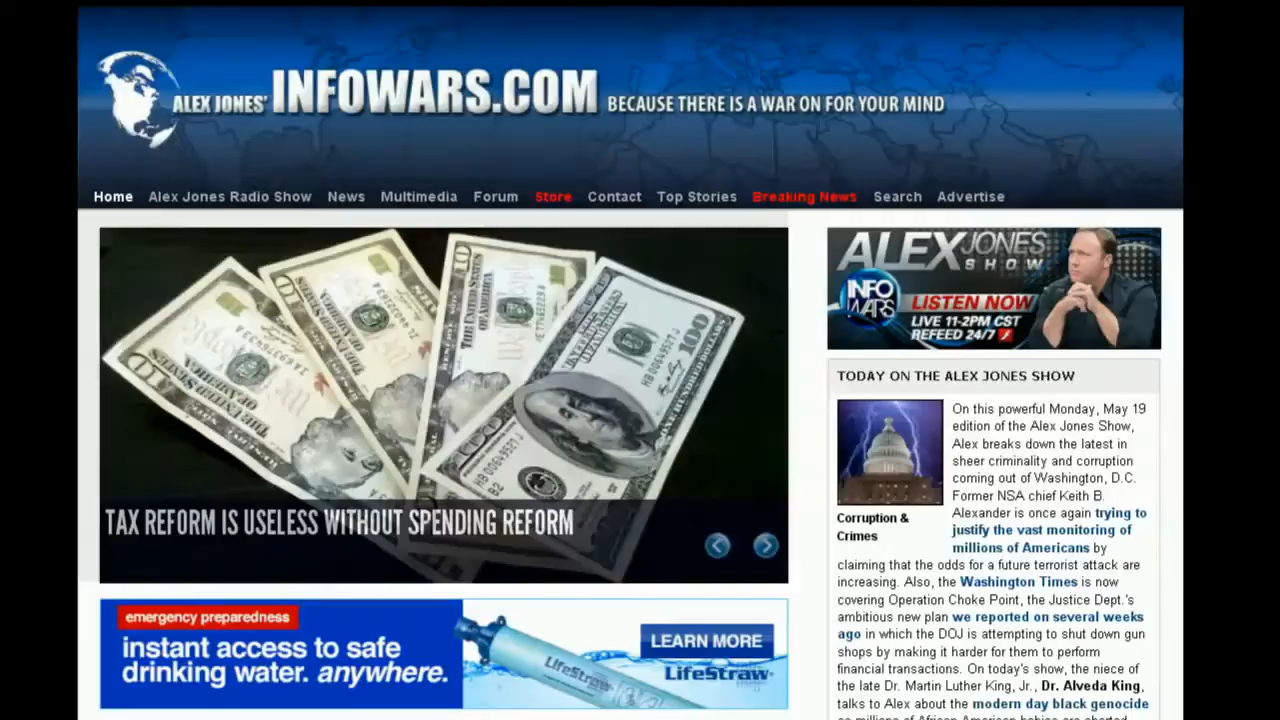 ALEX JONES' INFOWARS.COM BECAUSE THERE IS A WAR ON FOR YOUR MIND
Home Alex Jones Radio Show News Multimedia Forum Store Contact Top Stories Breaking News Search Advertise
TAX REFORM IS USELESS WITHOUT SPENDING REFORM
emergency preparedness
instant access to safe
drinking water. anywhere.
LifeStraw
LEARN MORE
LifeStraw
ALEX JONES
SHOW
INFO
WARS
LISTEN NOW
LIVE 11-2PM CST
REFEED 24/7
TODAY ON THE ALEX JONES SHOW
Corruption &
Crimes
On this powerful Monday, May 19
edition of the Alex Jones Show,
Alex breaks down the latest in
sheer criminality and corruption
coming out of Washington, D.C.
Former NSA chief Keith B.
Alexander is once again trying to
justify the vast monitoring of
millions of Americans by
claiming that the odds for a future terrorist attack are
increasing. Also, the Washington Times is now
covering Operation Choke Point, the Justice Dept.'s
ambitious new plan we reported on several weeks
ago in which the DOJ is attempting to shut down gun
shops by making it harder for them to perform
financial transactions. On today's show, the niece of
the late Dr. Martin Luther King, Jr., Dr. Alveda King,
talks to Alex about the modern day black genocide